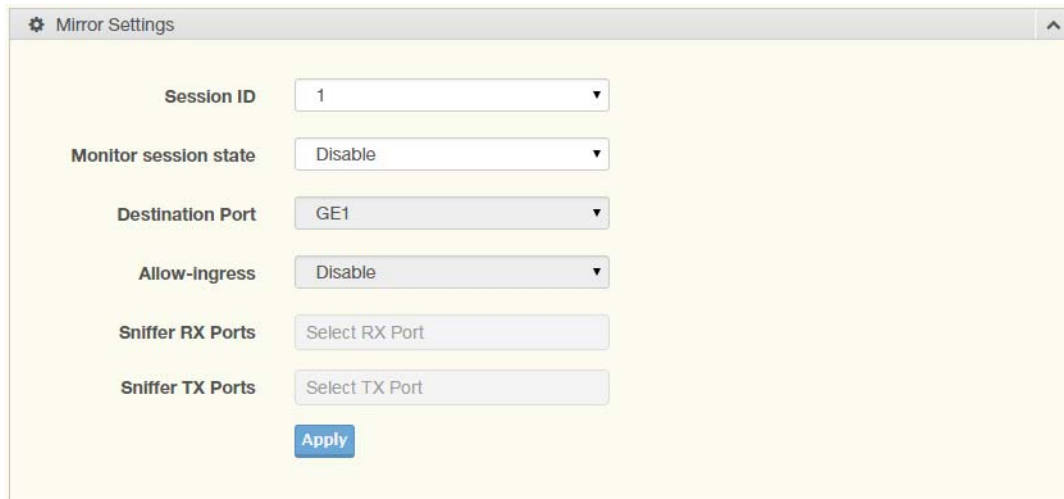 Mirror Settings
Session ID 1
Monitor session state Disable
Destination Port GE1
Allow-ingress Disable
Sniffer RX Ports Select RX Port
Sniffer TX Ports Select TX Port
Apply